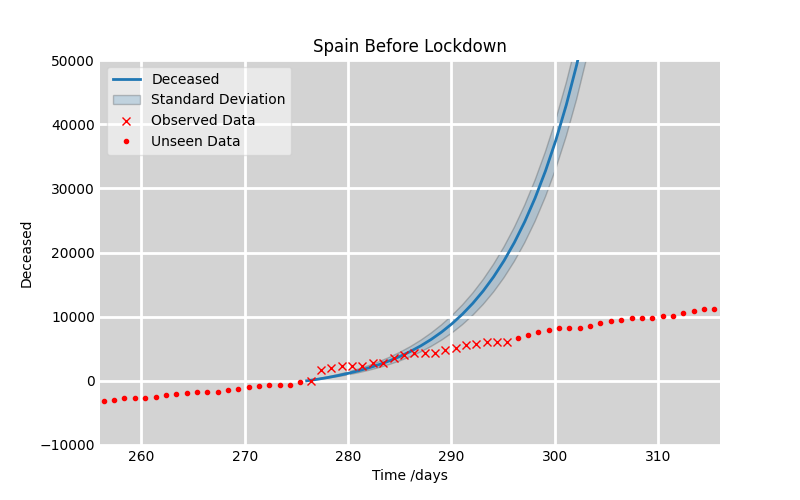 Spain Before Lockdown
50000
40000
30000
20000
10000
0
−10000
Deceased
Deceased
Standard Deviation
Observed Data
Unseen Data
260
270
280
290
300
310
Time /days